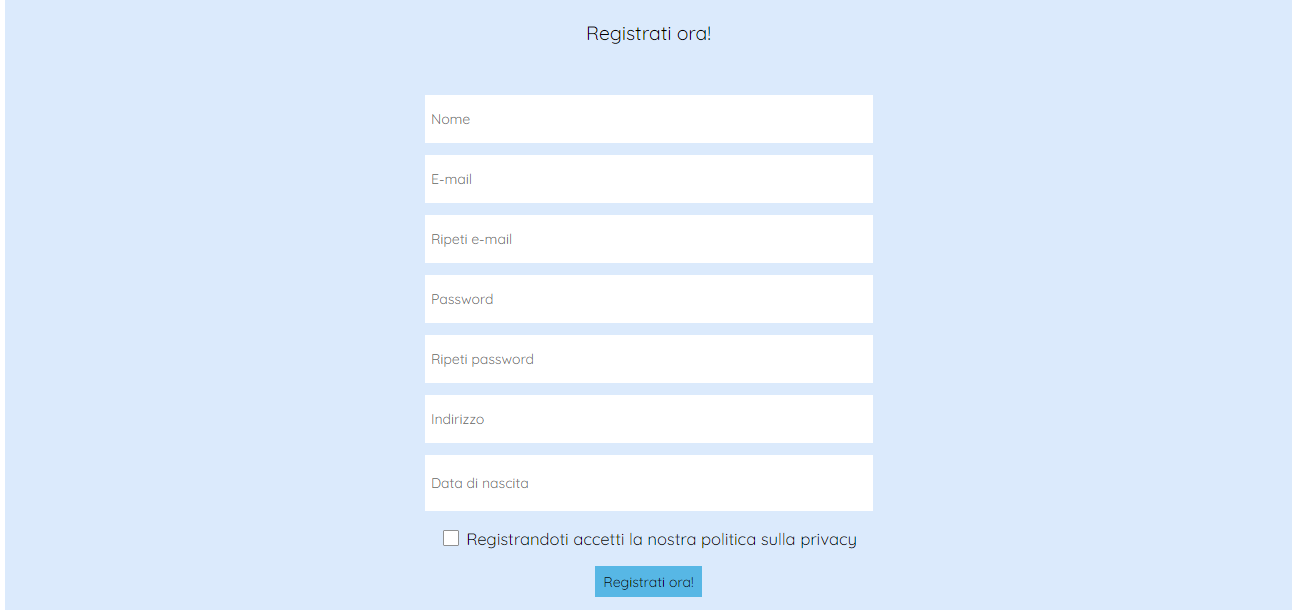 Registrati ora!
Nome
E-mail
Ripeti e-mail
Password
Ripeti password
Indirizzo
Data di nascita
Registrandoti accetti la nostra politica sulla privacy
Registrati ora!